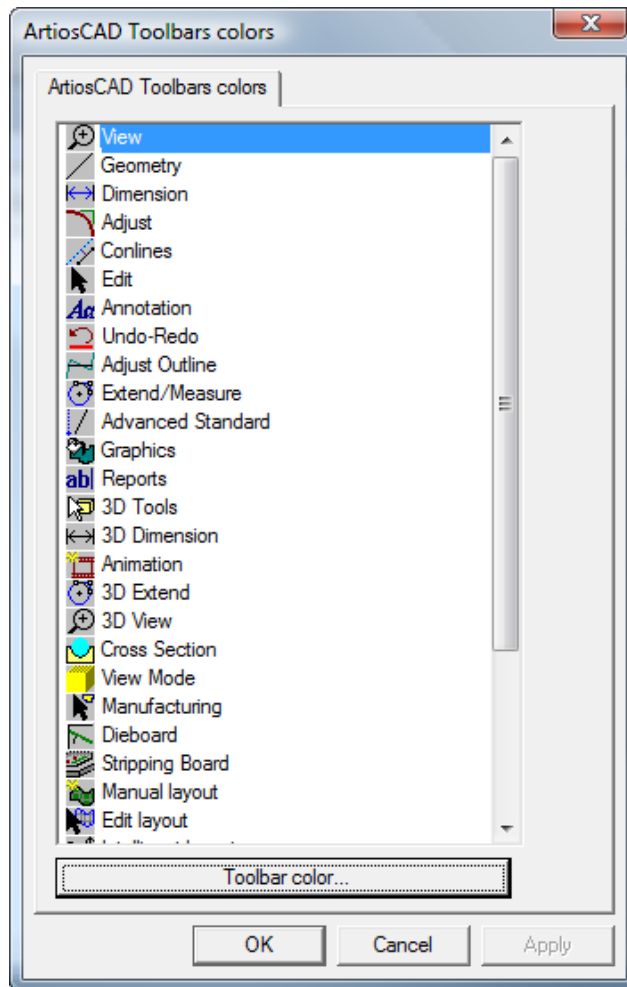 ArtiosCAD Toolbars colors
ArtiosCAD Toolbars colors
View
Geometry
Dimension
Adjust
Conlines
Edit
Aa Annotation
Undo-Redo
Adjust Outline
Extend/Measure
Advanced Standard
Graphics
ab Reports
3D Tools
3D Dimension
Animation
3D Extend
3D View
Cross Section
View Mode
Manufacturing
Dieboard
Stripping Board
Manual layout
Edit layout
Toolbar color...
OK Cancel Apply